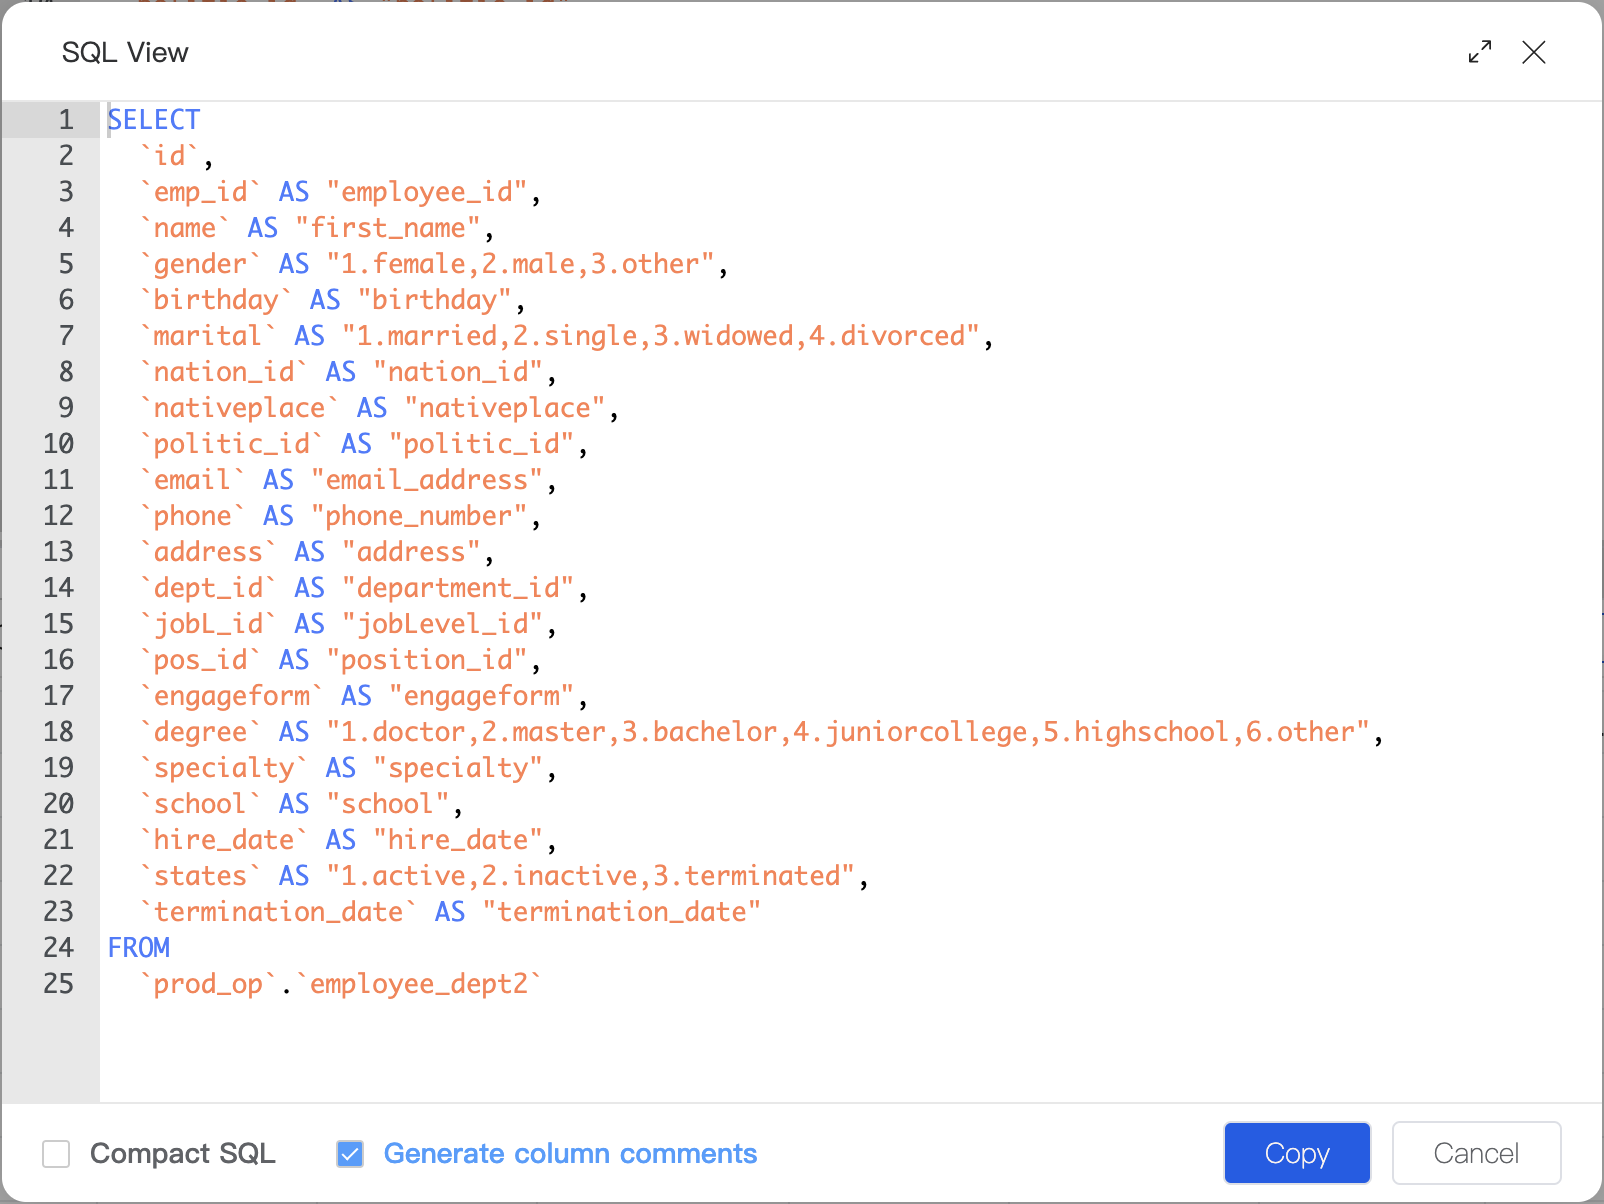 SQL View
1 SELECT
2 `id`,
3 `emp_id` AS "employee_id",
4 `name` AS "first_name",
5 `gender` AS "1.female,2.male,3.other",
6 `birthday` AS "birthday",
7 `marital` AS "1.married,2.single,3.widowed,4.divorced",
8 `nation_id` AS "nation_id",
9 `nativeplace` AS "nativeplace",
10 `politic_id` AS "politic_id",
11 `email` AS "email_address",
12 `phone` AS "phone_number",
13 `address` AS "address",
14 `dept_id` AS "department_id",
15 `jobL_id` AS "jobLevel_id",
16 `pos_id` AS "position_id",
17 `engageform` AS "engageform",
18 `degree` AS "1.doctor,2.master,3.bachelor,4.juniorcollege,5.highschool,6.other",
19 `specialty` AS "specialty",
20 `school` AS "school",
21 `hire_date` AS "hire_date",
22 `states` AS "1.active,2.inactive,3.terminated",
23 `termination_date` AS "termination_date"
24 FROM
25 `prod_op`.`employee_dept2`
Compact SQL Generate column comments Copy Cancel